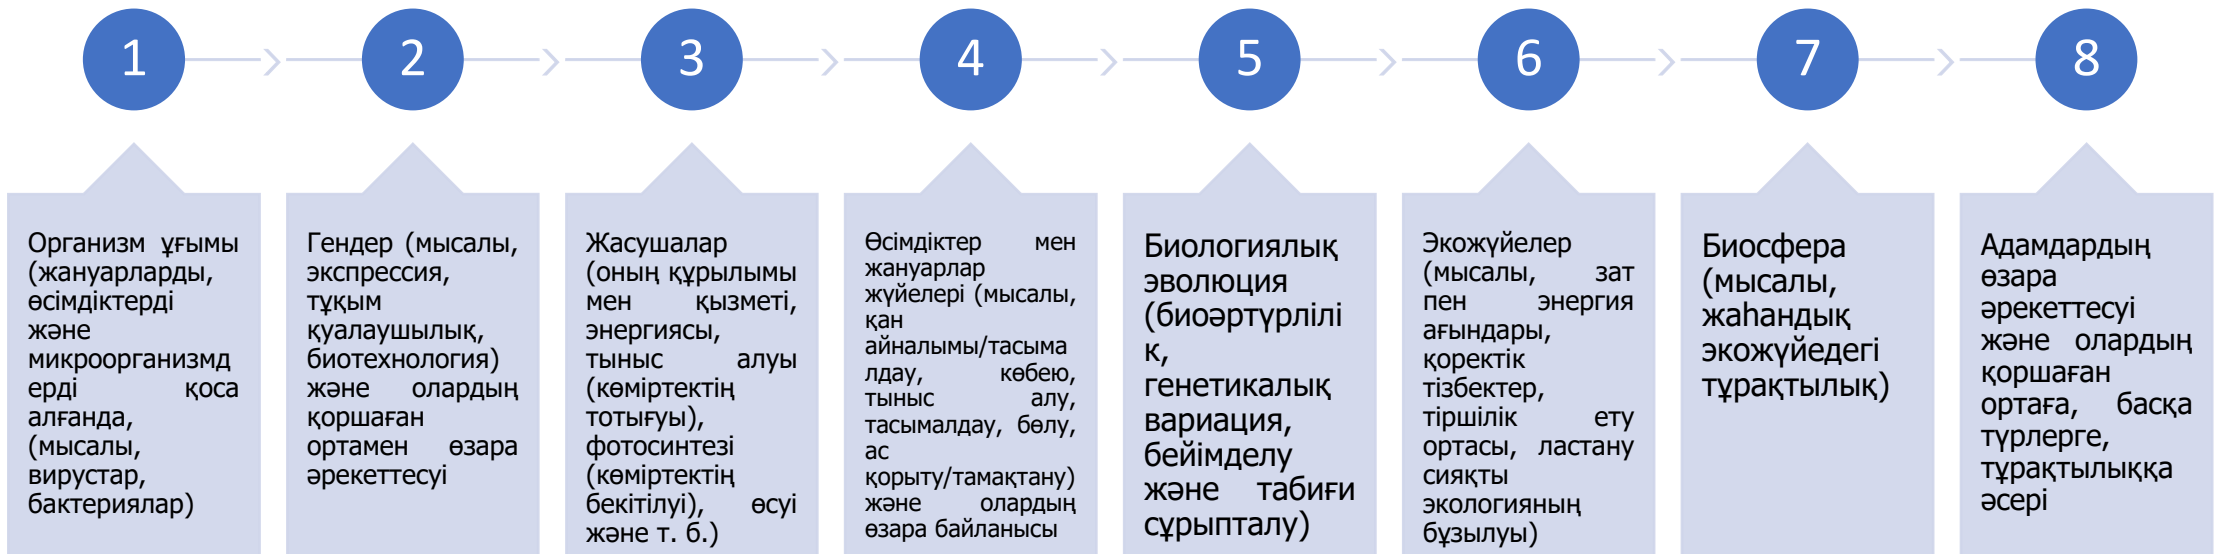 1
2
3
4
5
6
7
8
Организм ұғымы
(жануарларды,
өсімдіктерді
және
микроорганизмд
ерді қоса
алғанда,
(мысалы,
вирустар,
бактериялар)
Гендер (мысалы,
экспрессия,
тұқым
қуалаушылық,
биотехнология)
және олардың
қоршаған
ортамен өзара
әрекеттесуі
Жасушалар
(оның құрылымы
мен қызметі,
энергиясы,
тыныс алуы
(көміртектің
тотығуы),
фотосинтезі
(көміртектің
бекітілуі), өсуі
және т. б.)
Өсімдіктер мен
жануарлар
жүйелері (мысалы,
қан
айналымы/тасыма
лдау, көбею,
тыныс алу,
тасымалдау, бөлу,
ас
қорыту/тамақтану)
және олардың
өзара байланысы
Биологиялық
эволюция
(биоәртүрлілі
к,
генетикалық
вариация,
бейімделу
және табиғи
сұрыпталу)
Экожүйелер
(мысалы, зат
пен энергия
ағындары,
қоректік
тізбектер,
тіршілік ету
ортасы, ластану
сияқты
экологияның
бұзылуы)
Биосфера
(мысалы,
жаһандық
экожүйедегі
тұрақтылық)
Адамдардың
өзара
әрекеттесуі
және олардың
қоршаған
ортаға, басқа
түрлерге,
тұрақтылыққа
әсері